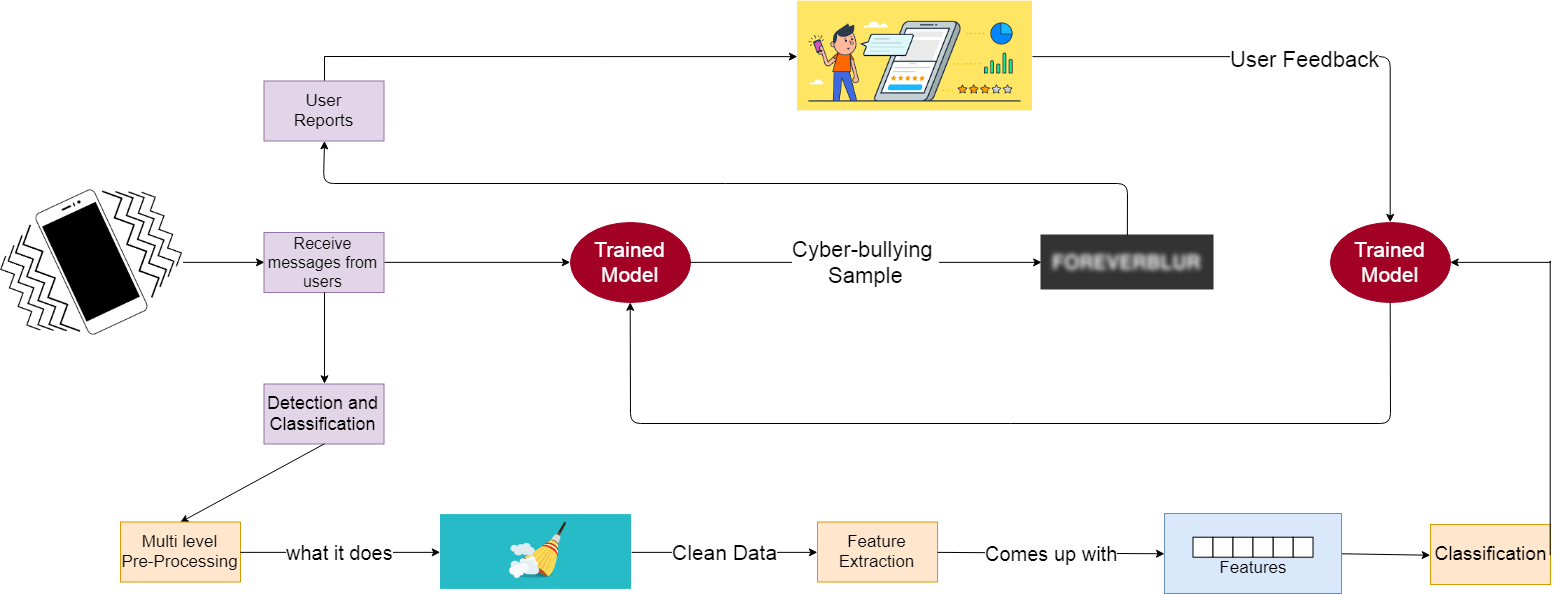 User Feedback
User
Reports
Receive
messages from
users
Trained
Model
Cyber-bullying
Sample
FOREVERBLUR
Trained
Model
Detection and
Classification
Multi level
Pre-Processing
what it does
Clean Data
Feature
Extraction
Comes up with
Features
Classification